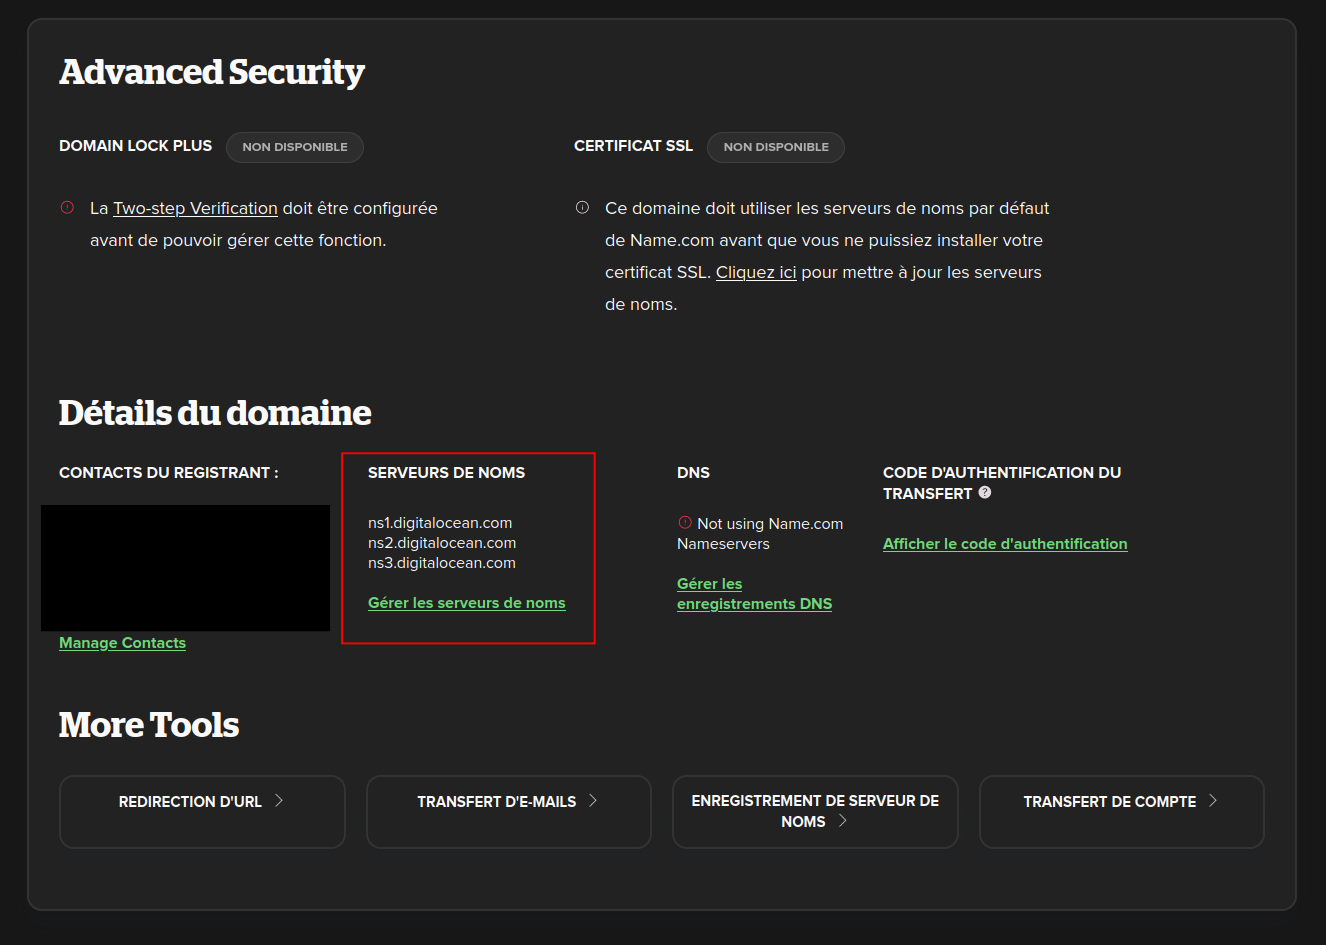 Advanced Security
DOMAIN LOCK PLUS
NON DISPONIBLE
La Two-step Verification doit être configurée
avant de pouvoir gérer cette fonction.
CERTIFICAT SSL
NON DISPONIBLE
Ce domaine doit utiliser les serveurs de noms par défaut
de Name.com avant que vous ne puissiez installer votre
certificat SSL. Cliquez ici pour mettre à jour les serveurs
de noms.
Détails du domaine
CONTACTS DU REGISTRANT :
Manage Contacts
SERVEURS DE NOMS
ns1.digitalocean.com
ns2.digitalocean.com
ns3.digitalocean.com
Gérer les serveurs de noms
DNS
Not using Name.com
Nameservers
Gérer les
enregistrements DNS
CODE D'AUTHENTIFICATION DU
TRANSFERT ?
Afficher le code d'authentification
More Tools
REDIRECTION D'URL
TRANSFERT D'E-MAILS
ENREGISTREMENT DE SERVEUR DE
NOMS
TRANSFERT DE COMPTE